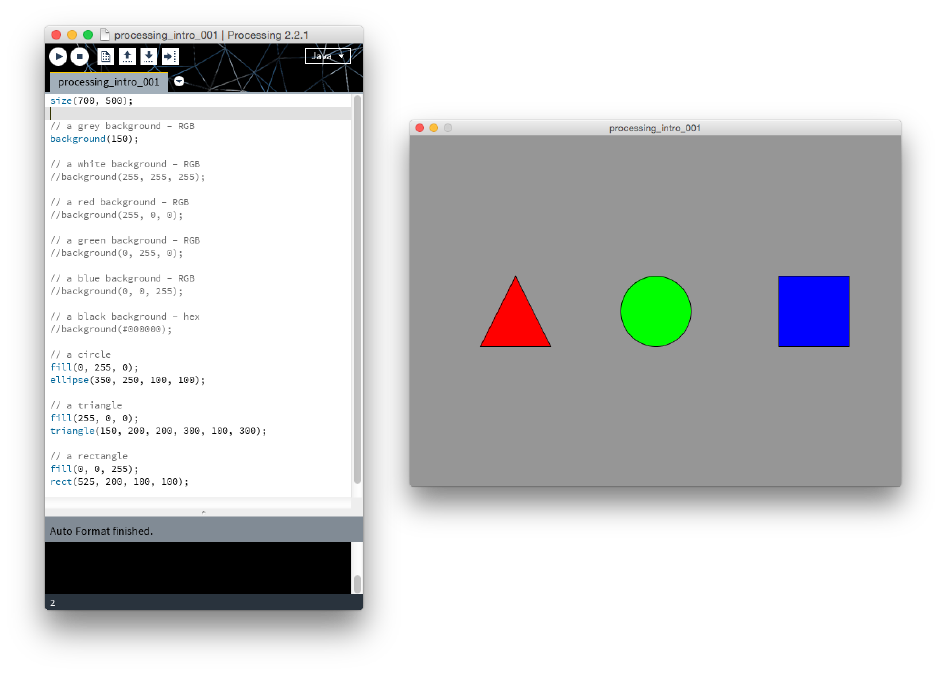 processing_intro_001 | Processing 2.2.1
Java
processing_intro_001
size(700, 500);
// a grey background - RGB
background(150);
// a white background - RGB
//background(255, 255, 255);
// a red background - RGB
//background(255, 0, 0);
// a green background - RGB
//background(0, 255, 0);
// a blue background - RGB
//background(0, 0, 255);
// a black background - hex
//background(#000000);
// a circle
fill(0, 255, 0);
ellipse(350, 250, 100, 100);
// a triangle
fill(255, 0, 0);
triangle(150, 200, 200, 300, 100, 300);
// a rectangle
fill(0, 0, 255);
rect(525, 200, 100, 100);
Auto Format finished.
2
processing_intro_001